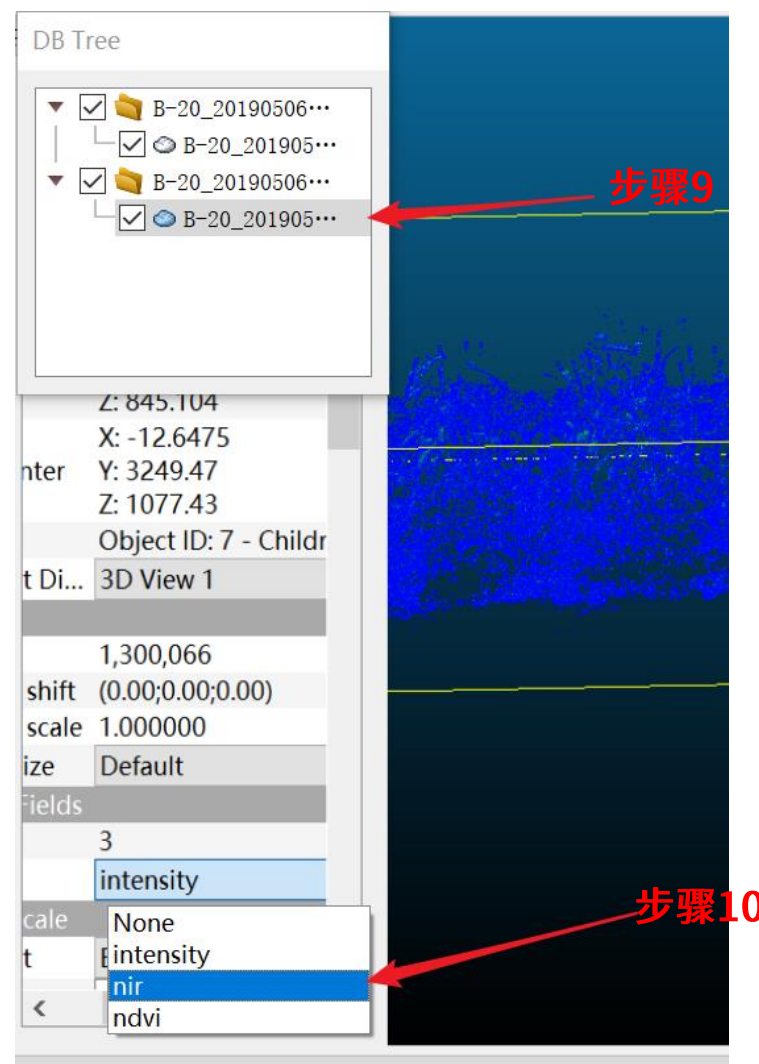 DB Tree
B-20_20190506···
B-20_201905···
B-20_20190506···
B-20_201905···
步骤9
Z: 845.104
X: -12.6475
nter Y: 3249.47
Z: 1077.43
Object ID: 7 - Childr
t Di... 3D View 1
1,300,066
shift (0.00;0.00;0.00)
scale 1.000000
ize Default
Fields
3
intensity
步骤10
cale
None
t
intensity
nir
ndvi